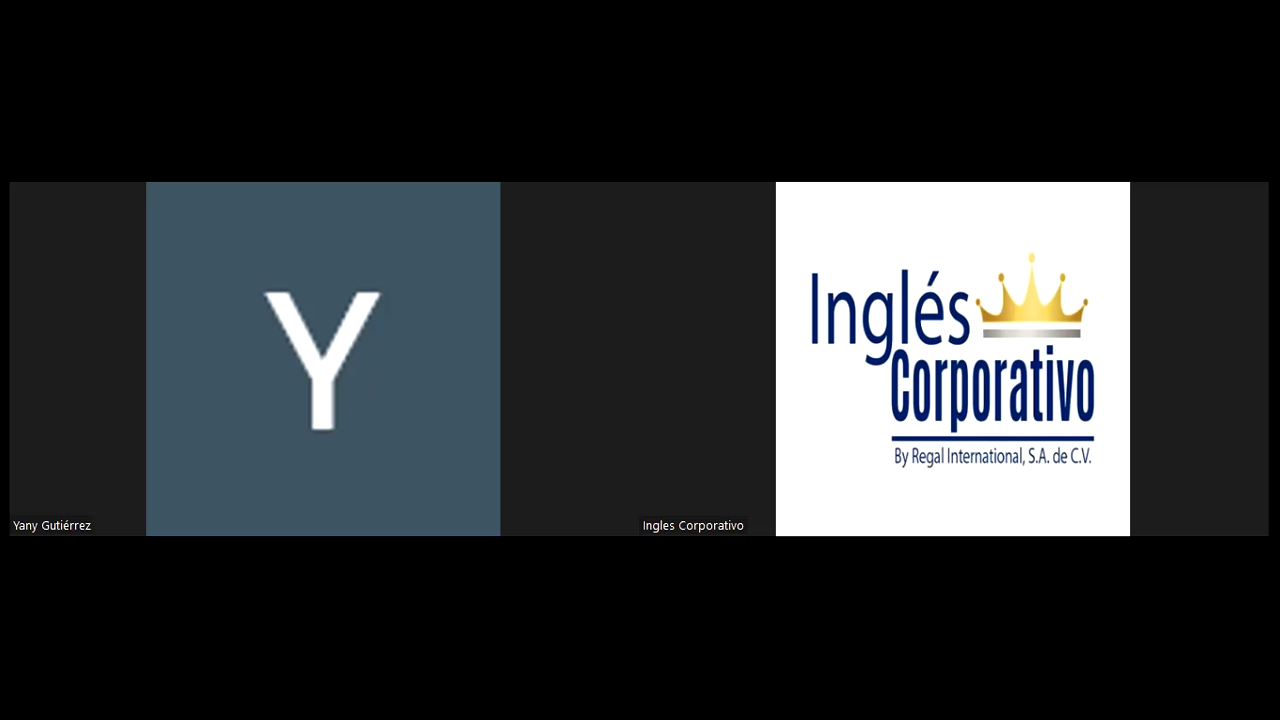 Y
Yany Gutiérrez
Inglés
Corporativo
By Regal International, S.A. de C.V.
Ingles Corporativo